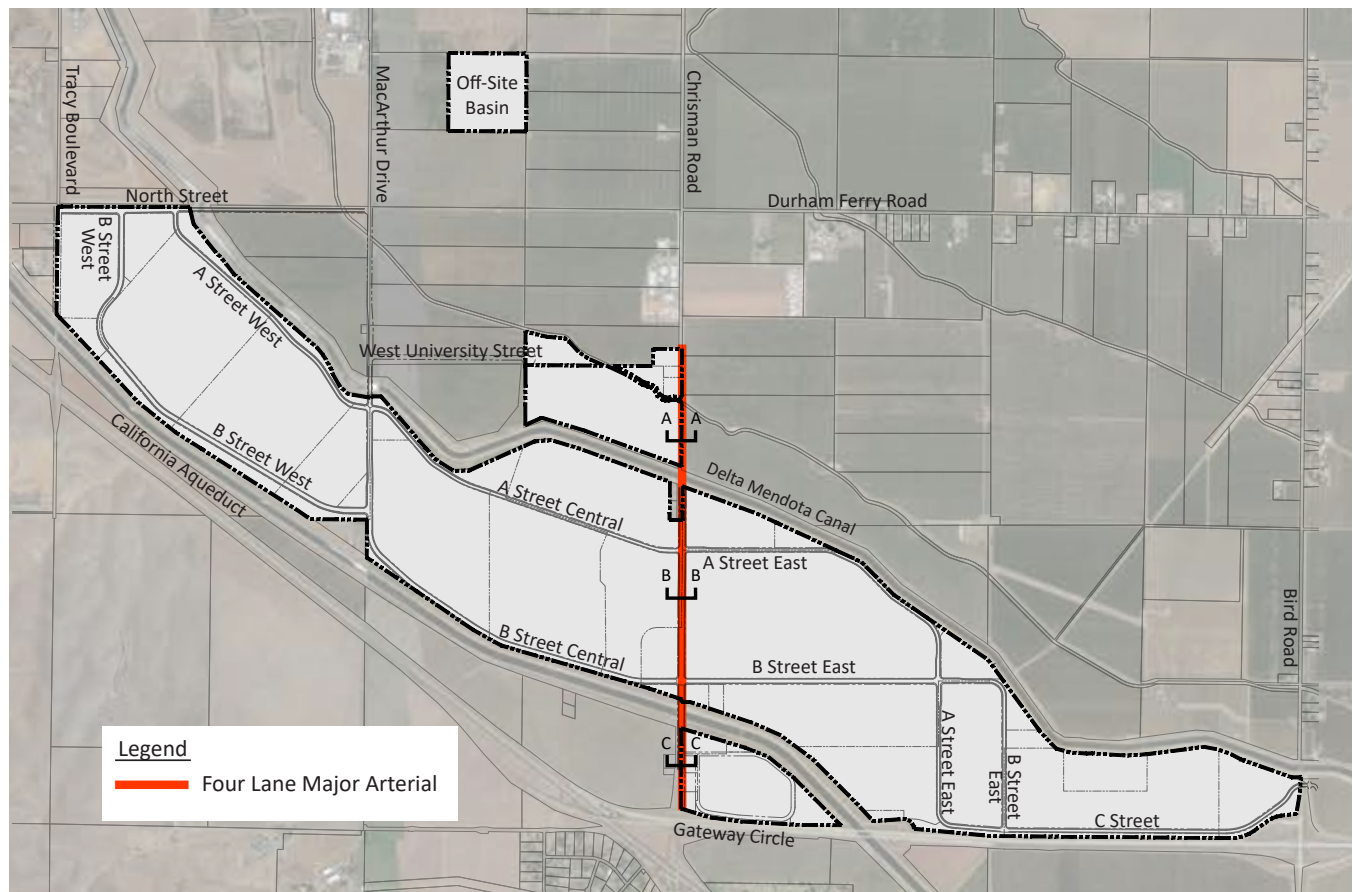 Off-Site
Basin
Tracy Boulevard
MacArthur Drive
Chrisman Road
North Street
Durham Ferry Road
B Street
West
A Street West
West University Street
A A
B Street West
California Aqueduct
Delta Mendota Canal
A Street Central
A Street East
B B
Bird Road
B Street Central
B Street East
A Street East
B Street
East
C C
C Street
Gateway Circle
Legend
Four Lane Major Arterial